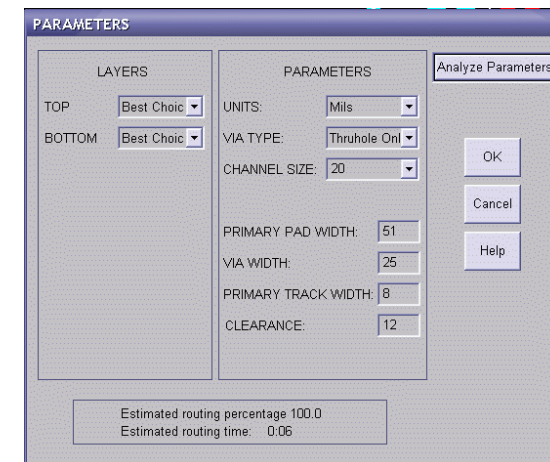 PARAMETERS
LAYERS
TOP Best Choic
BOTTOM Best Choic
PARAMETERS
UNITS: Mils
VIA TYPE: Thruhole Onl
CHANNEL SIZE: 20
PRIMARY PAD WIDTH: 51
VIA WIDTH: 25
PRIMARY TRACK WIDTH: 8
CLEARANCE: 12
Analyze Parameters
OK
Cancel
Help
Estimated routing percentage 100.0
Estimated routing time: 0:06